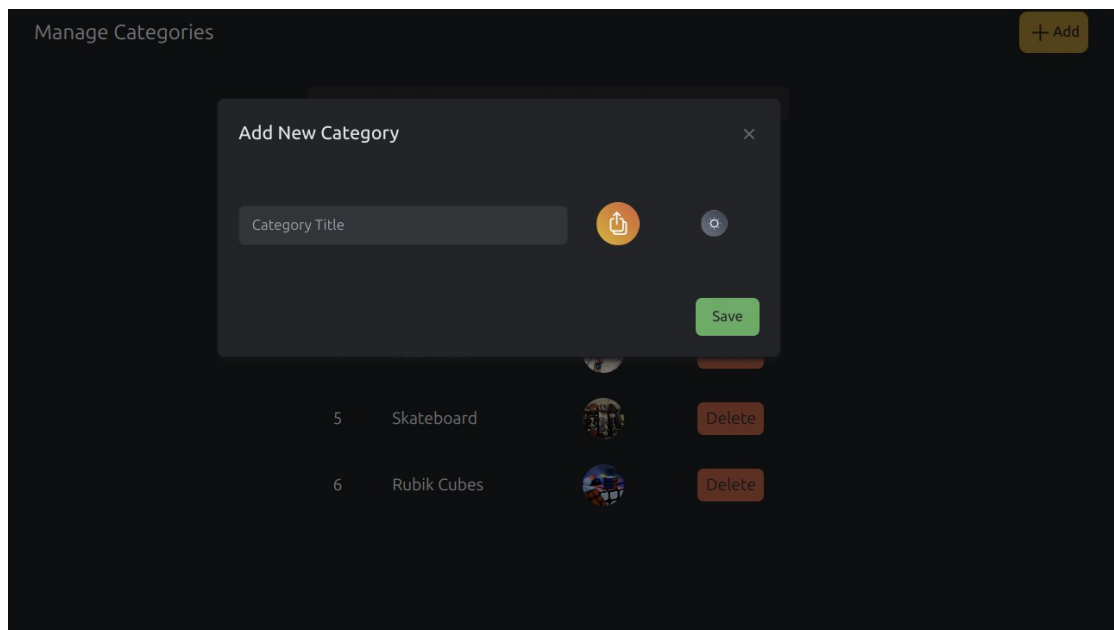 Manage Categories
+ Add
Add New Category
×
Category Title
Save
5 Skateboard Delete
6 Rubik Cubes Delete